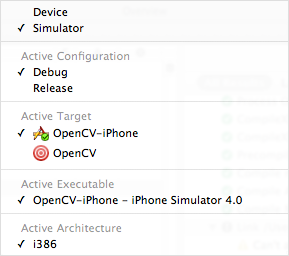 Device
✓ Simulator
Active Configuration
✓ Debug
Release
Active Target
✓ OpenCV-iPhone
OpenCV
Active Executable
✓ OpenCV-iPhone - iPhone Simulator 4.0
Active Architecture
✓ i386